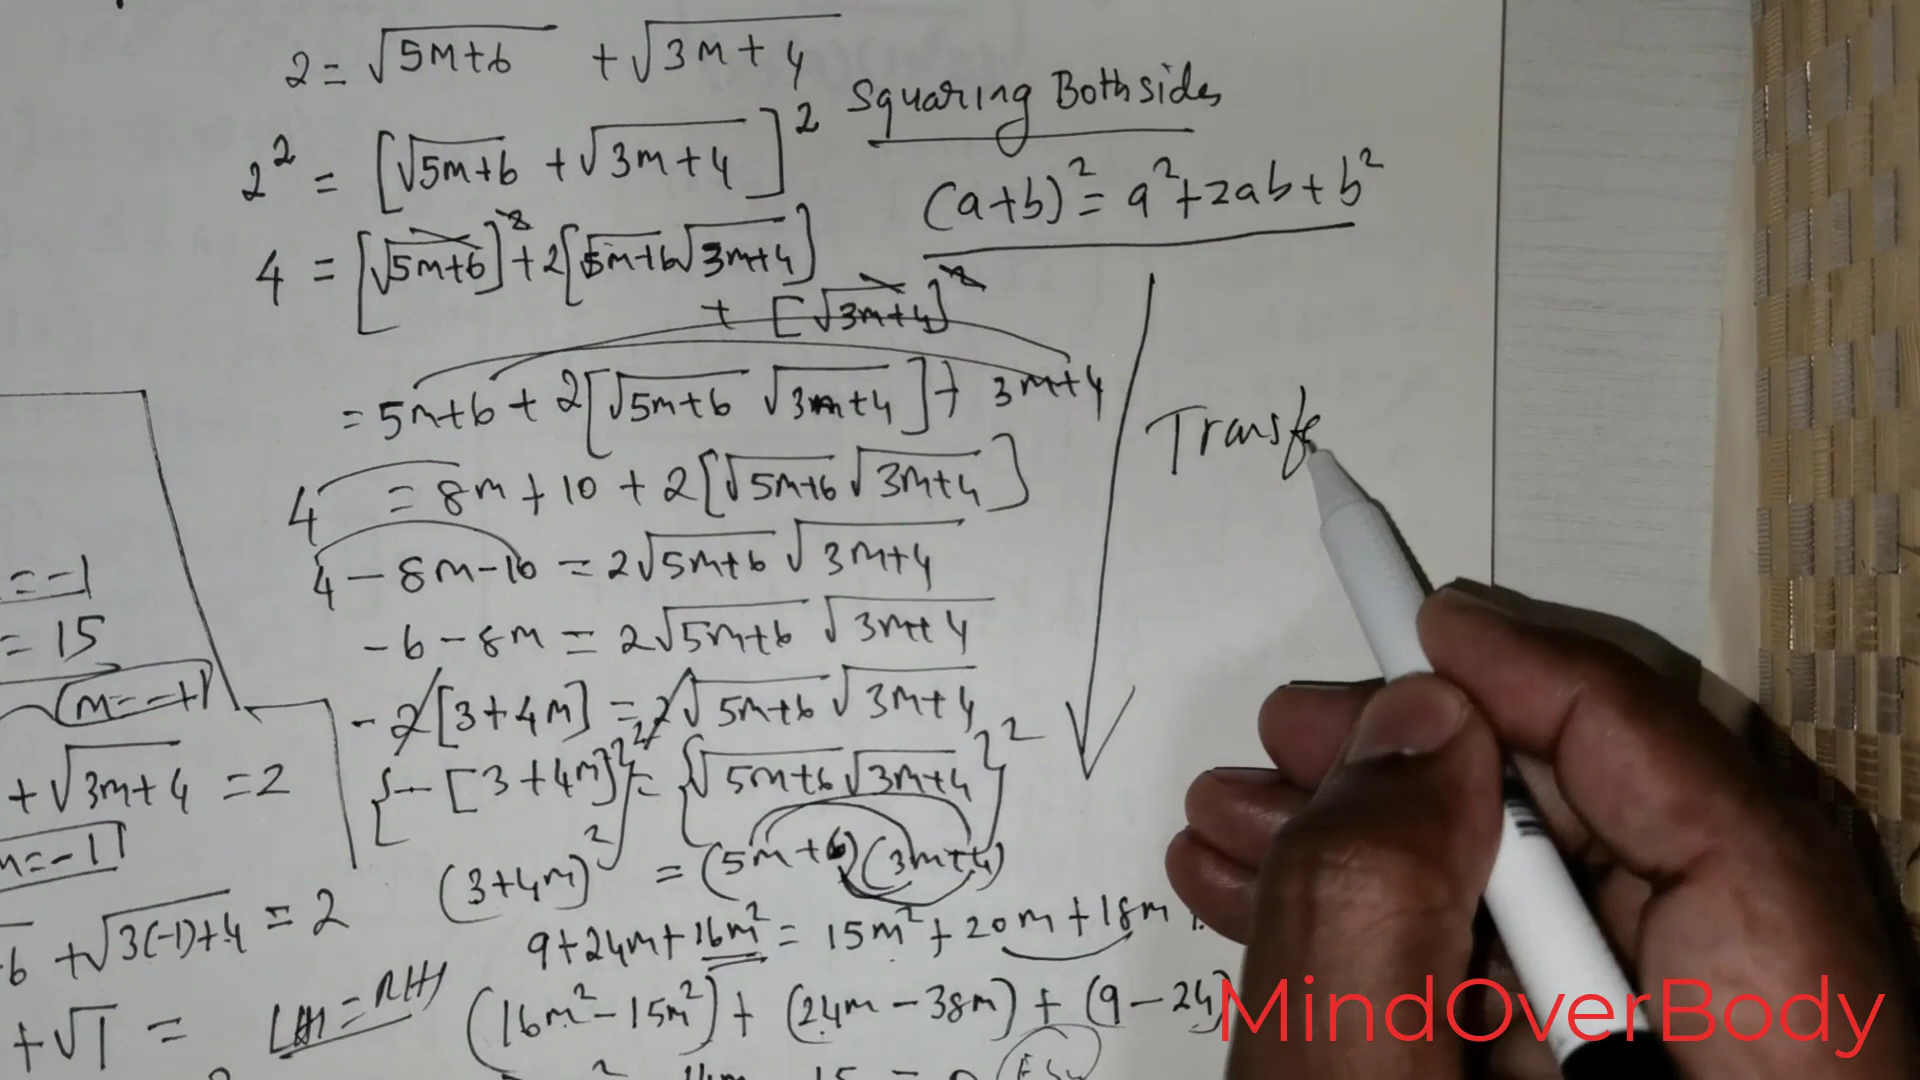 2 = √5m+6 + √3m+4
Squaring Both sides
2² = [√5m+6 + √3m+4]²
(a+b)² = a²+2ab+b²
4 = [√5m+6]² + 2[√5m+6 √3m+4]
+ [√3m+4]²
= 5m+6 + 2[√5m+6 √3m+4] + 3m+4
Transfe
4 = 8m + 10 + 2[√5m+6 √3m+4]
4 - 8m - 10 = 2√5m+6 √3m+4
-6 - 8m = 2√5m+6 √3m+4
-2[3+4m] = 2√5m+6 √3m+4
{-[3+4m]}² = {√5m+6 √3m+4}²
(3+4m)² = (5m+6)(3m+4)
9+24m+16m² = 15m² + 20m + 18m
(16m² - 15m²) + (24m - 38m) + (9 - 24)
= -1
= 15
m = -+1
+ √3m+4 = 2
m = -1
+ √3(-1)+4 = 2
+ √1 =
LH = RH
MindOverBody